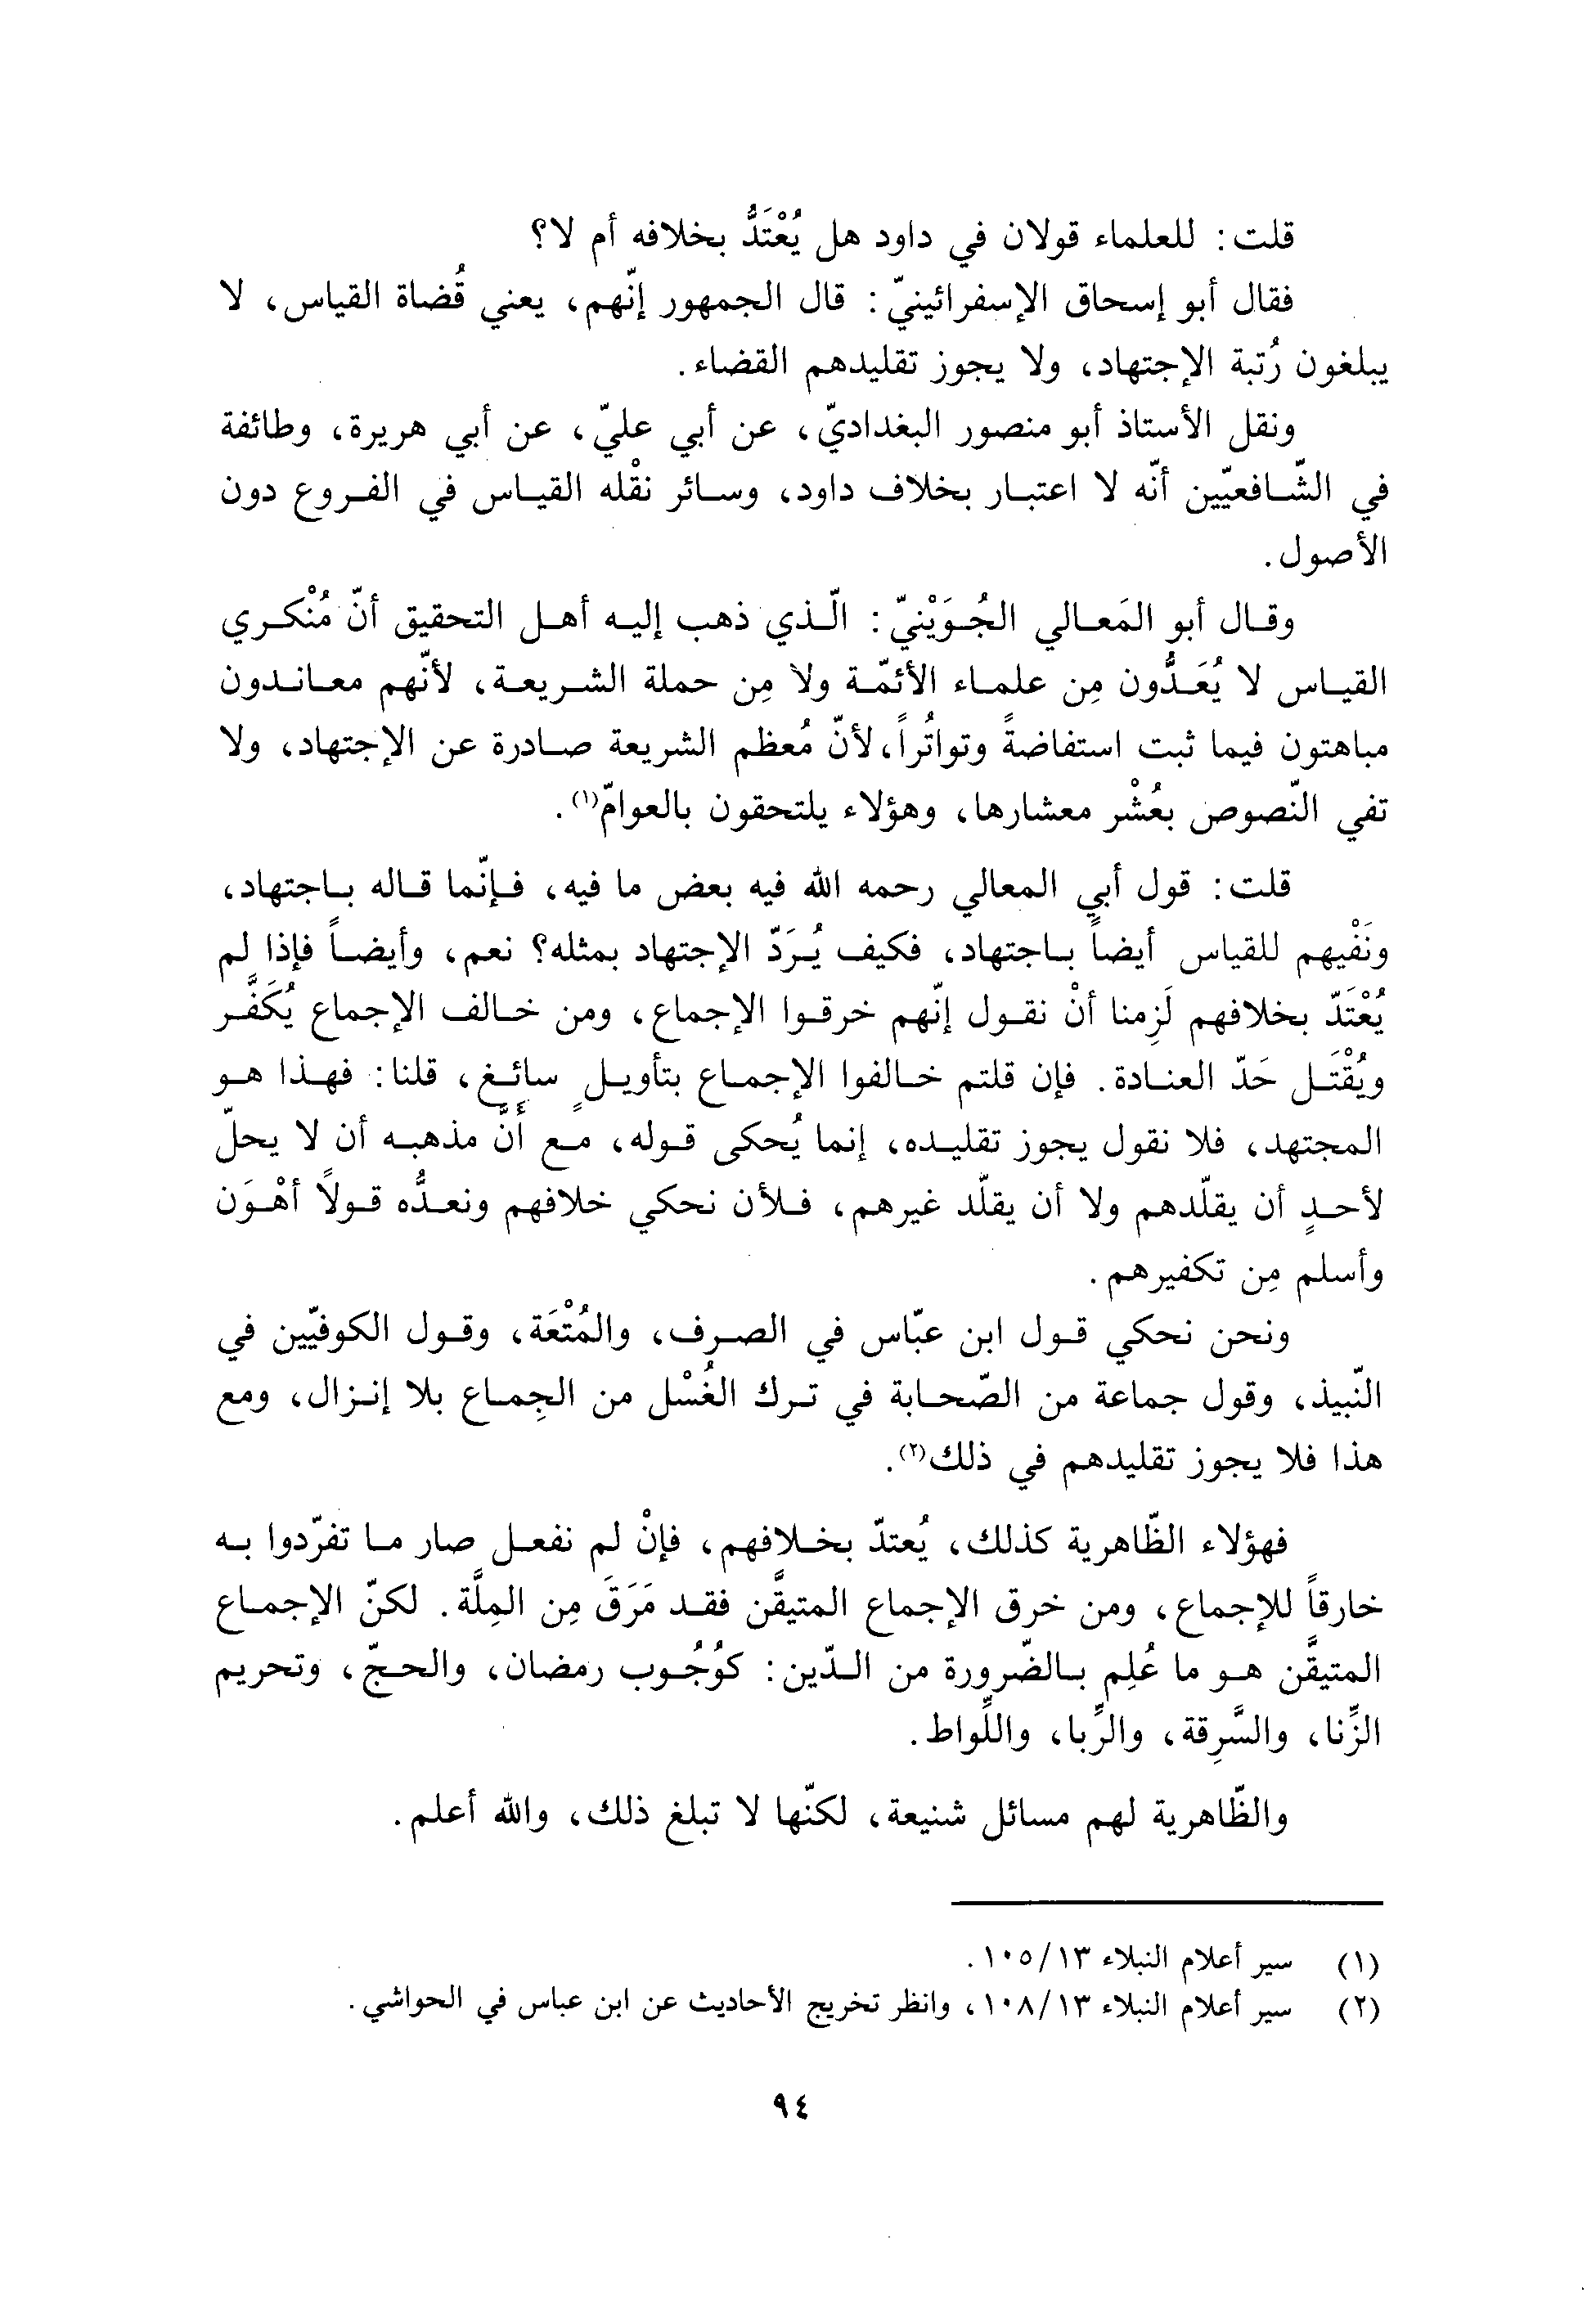 قلت: للعلماء قولان في داود هل يُعْتَدُّ بخلافه أم لا؟
فقال أبو إسحاق الإسفرائينيّ: قال الجمهور إنّهم، يعني قُضاة القياس، لا
يبلغون رُتبة الإجتهاد، ولا يجوز تقليدهم القضاء.
ونقل الأستاذ أبو منصور البغداديّ، عن أبي عليّ، عن أبي هريرة، وطائفة
في الشّافعيّين أنّه لا اعتبار بخلاف داود، وسائر نقْله القياس في الفروع دون
الأصول.
وقال أبو المَعالي الجُوَيْنيّ: الّذي ذهب إليه أهل التحقيق أنّ مُنْكري
القياس لا يُعَدُّون مِن علماء الأئمّة ولا مِن حملة الشريعة، لأنّهم معاندون
مباهتون فيما ثبت استفاضةً وتواتُراً، لأنّ مُعظم الشريعة صادرة عن الإجتهاد، ولا
تفي النّصوص بعُشْر معشارها، وهؤلاء يلتحقون بالعوامّ(١).
قلت: قول أبي المعالي رحمه الله فيه بعض ما فيه، فإنّما قاله باجتهاد،
ونَفْيهم للقياس أيضاً باجتهاد، فكيف يُرَدّ الإجتهاد بمثله؟ نعم، وأيضاً فإذا لم
يُعْتَدّ بخلافهم لَزِمنا أنْ نقول إنّهم خرقوا الإجماع، ومن خالف الإجماع يُكَفَّر
ويُقْتَل حَدّ العنادة. فإن قلتم خالفوا الإجماع بتأويلٍ سائغ، قلنا: فهذا هو
المجتهد، فلا نقول يجوز تقليده، إنما يُحكى قوله، مع أَنَّ مذهبه أن لا يحلّ
لأحدٍ أن يقلّدهم ولا أن يقلّد غيرهم، فلأن نحكي خلافهم ونعدُّه قولاً أهْوَن
وأسلم مِن تكفيرهم.
ونحن نحكي قول ابن عبّاس في الصرف، والمُتْعَة، وقول الكوفيّين في
النّبيذ، وقول جماعة من الصّحابة في ترك الغُسْل من الجِماع بلا إنزال، ومع
هذا فلا يجوز تقليدهم في ذلك(٢).
فهؤلاء الظّاهرية كذلك، يُعتدّ بخلافهم، فإنْ لم نفعل صار ما تفرّدوا به
خارقاً للإجماع، ومن خرق الإجماع المتيقَّن فقد مَرَقَ مِن المِلَّة. لكنّ الإجماع
المتيقَّن هو ما عُلِم بالضّرورة من الدّين: كوُجُوب رمضان، والحجّ، وتحريم
الزِّنا، والسَّرِقة، والرِّبا، واللِّواط.
والظّاهرية لهم مسائل شنيعة، لكنّها لا تبلغ ذلك، والله أعلم.
(١) سير أعلام النبلاء ١٣/١٠٥.
(٢) سير أعلام النبلاء ١٣/١٠٨، وانظر تخريج الأحاديث عن ابن عباس في الحواشي.
٩٤